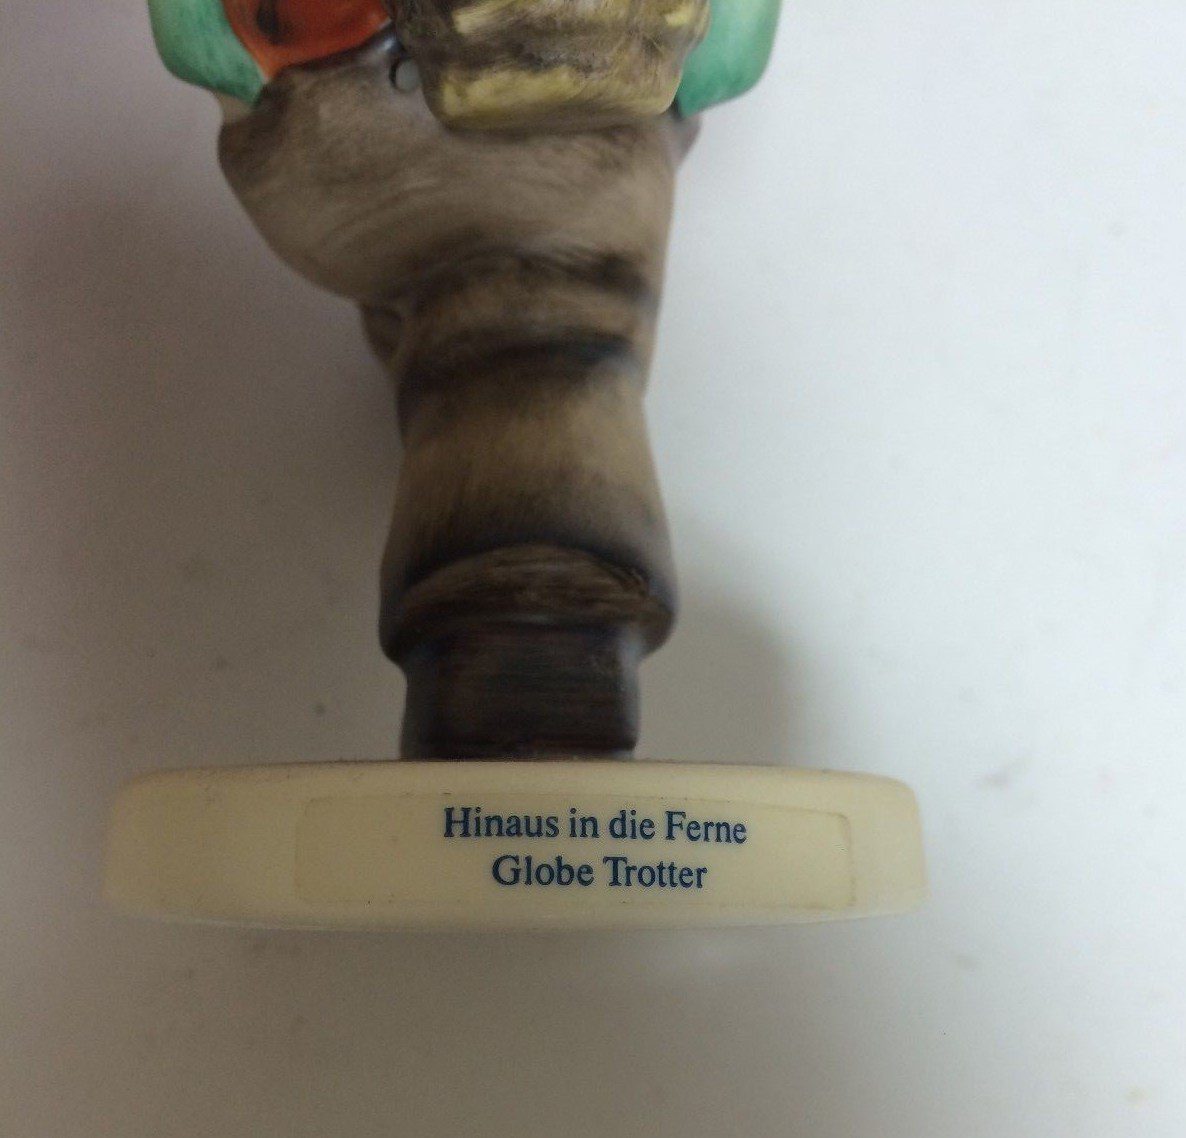 Hinaus in die Ferne
Globe Trotter